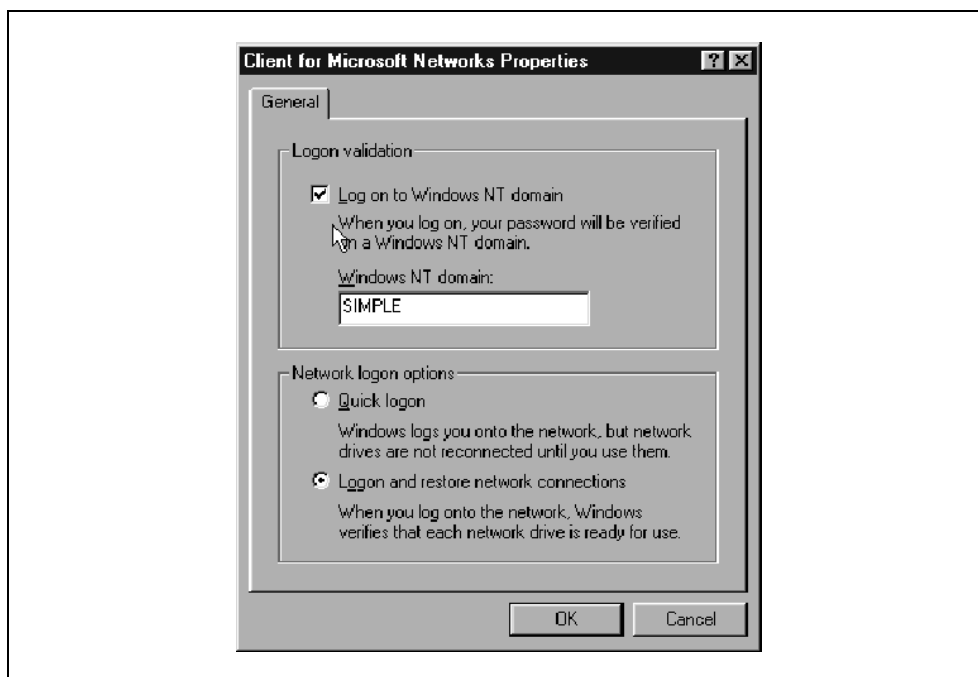 Client for Microsoft Networks Properties
General
Logon validation
Log on to Windows NT domain
When you log on, your password will be verified
on a Windows NT domain.
Windows NT domain:
SIMPLE
Network logon options
Quick logon
Windows logs you onto the network, but network
drives are not reconnected until you use them.
Logon and restore network connections
When you log onto the network, Windows
verifies that each network drive is ready for use.
OK
Cancel